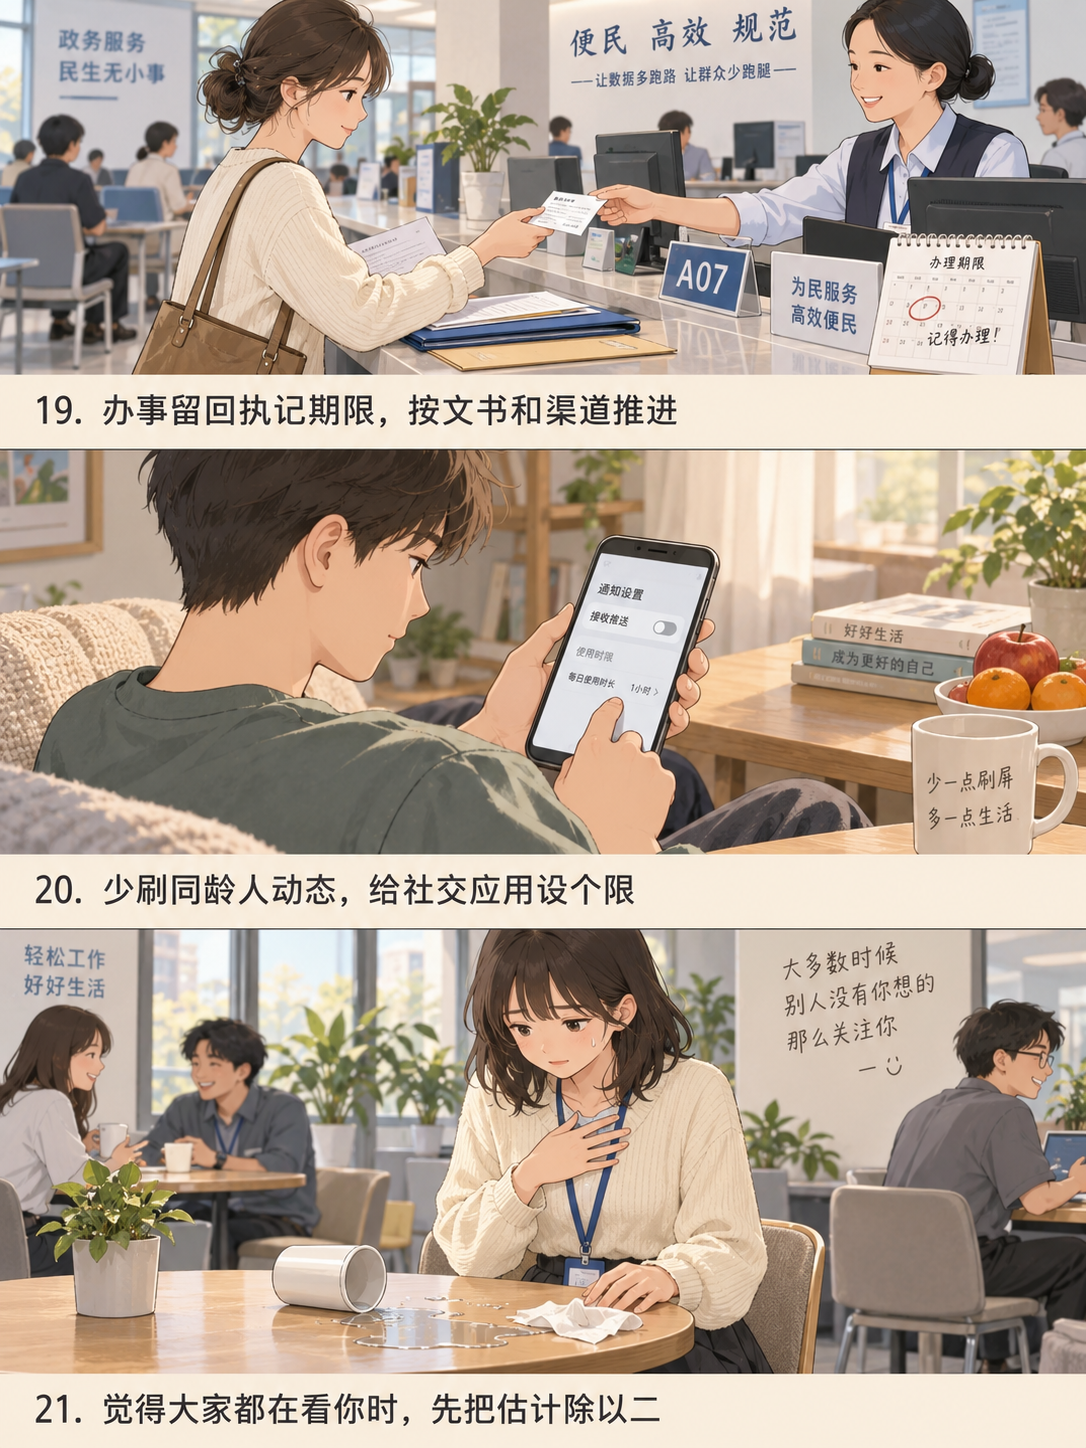 政务服务
民生无小事
便民 高效 规范
——让数据多跑路 让群众少跑腿——
A07
为民服务
高效便民
办理期限
记得办理！
19. 办事留回执记期限，按文书和渠道推进
通知设置
接收推送
使用时限
每日使用时长 1小时 >
好好生活
成为更好的自己
少一点刷屏
多一点生活
20. 少刷同龄人动态，给社交应用设个限
轻松工作
好好生活
大多数时候
别人没有你想的
那么关注你
21. 觉得大家都在看你时，先把估计除以二